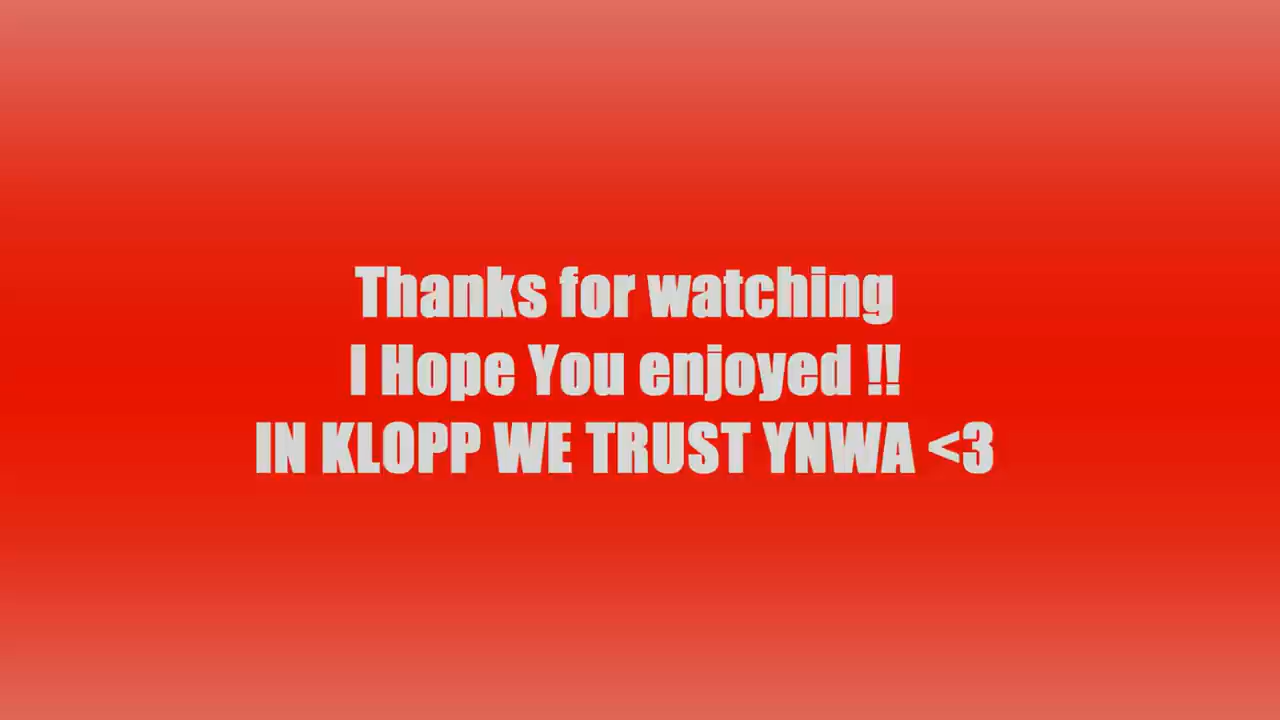 Thanks for watching
I Hope You enjoyed !!
IN KLOPP WE TRUST YNWA <3